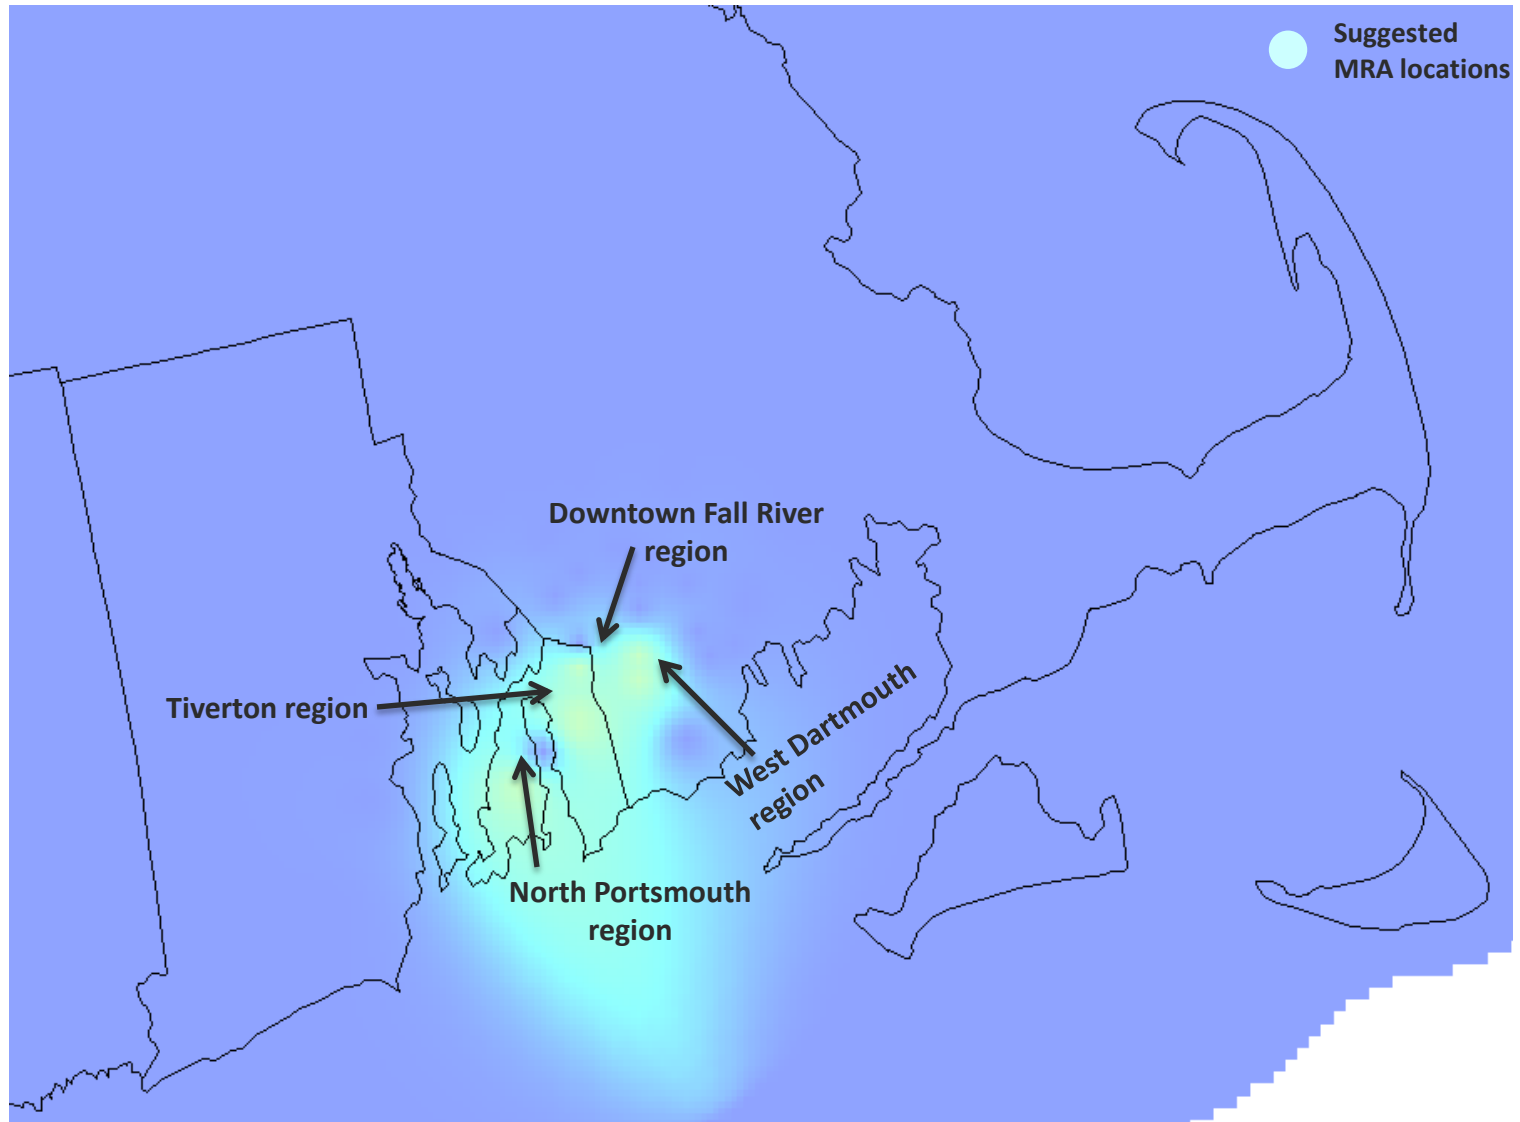 Suggested
MRA locations
Downtown Fall River
region
Tiverton region
West Dartmouth
region
North Portsmouth
region